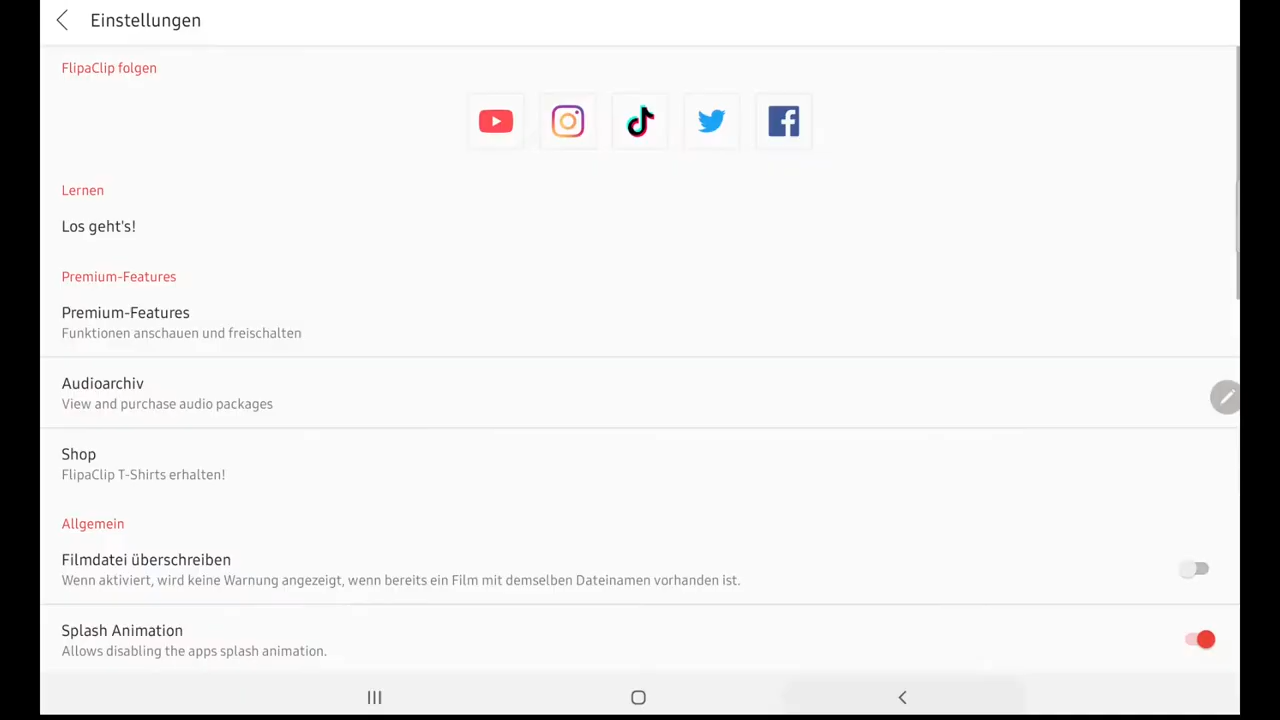 Einstellungen
FlipaClip folgen
Lernen
Los geht's!
Premium-Features
Premium-Features
Funktionen anschauen und freischalten
Audioarchiv
View and purchase audio packages
Shop
FlipaClip T-Shirts erhalten!
Allgemein
Filmdatei überschreiben
Wenn aktiviert, wird keine Warnung angezeigt, wenn bereits ein Film mit demselben Dateinamen vorhanden ist.
Splash Animation
Allows disabling the apps splash animation.